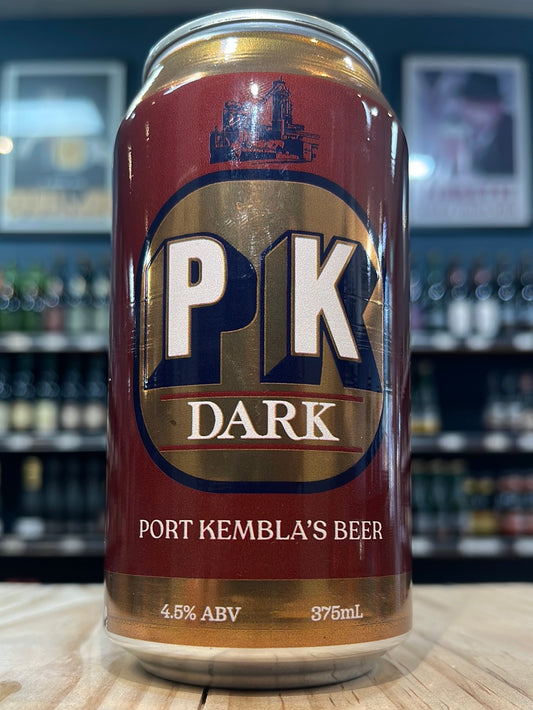 PK
DARK
PORT KEMBLA'S BEER
4.5% ABV 375mL